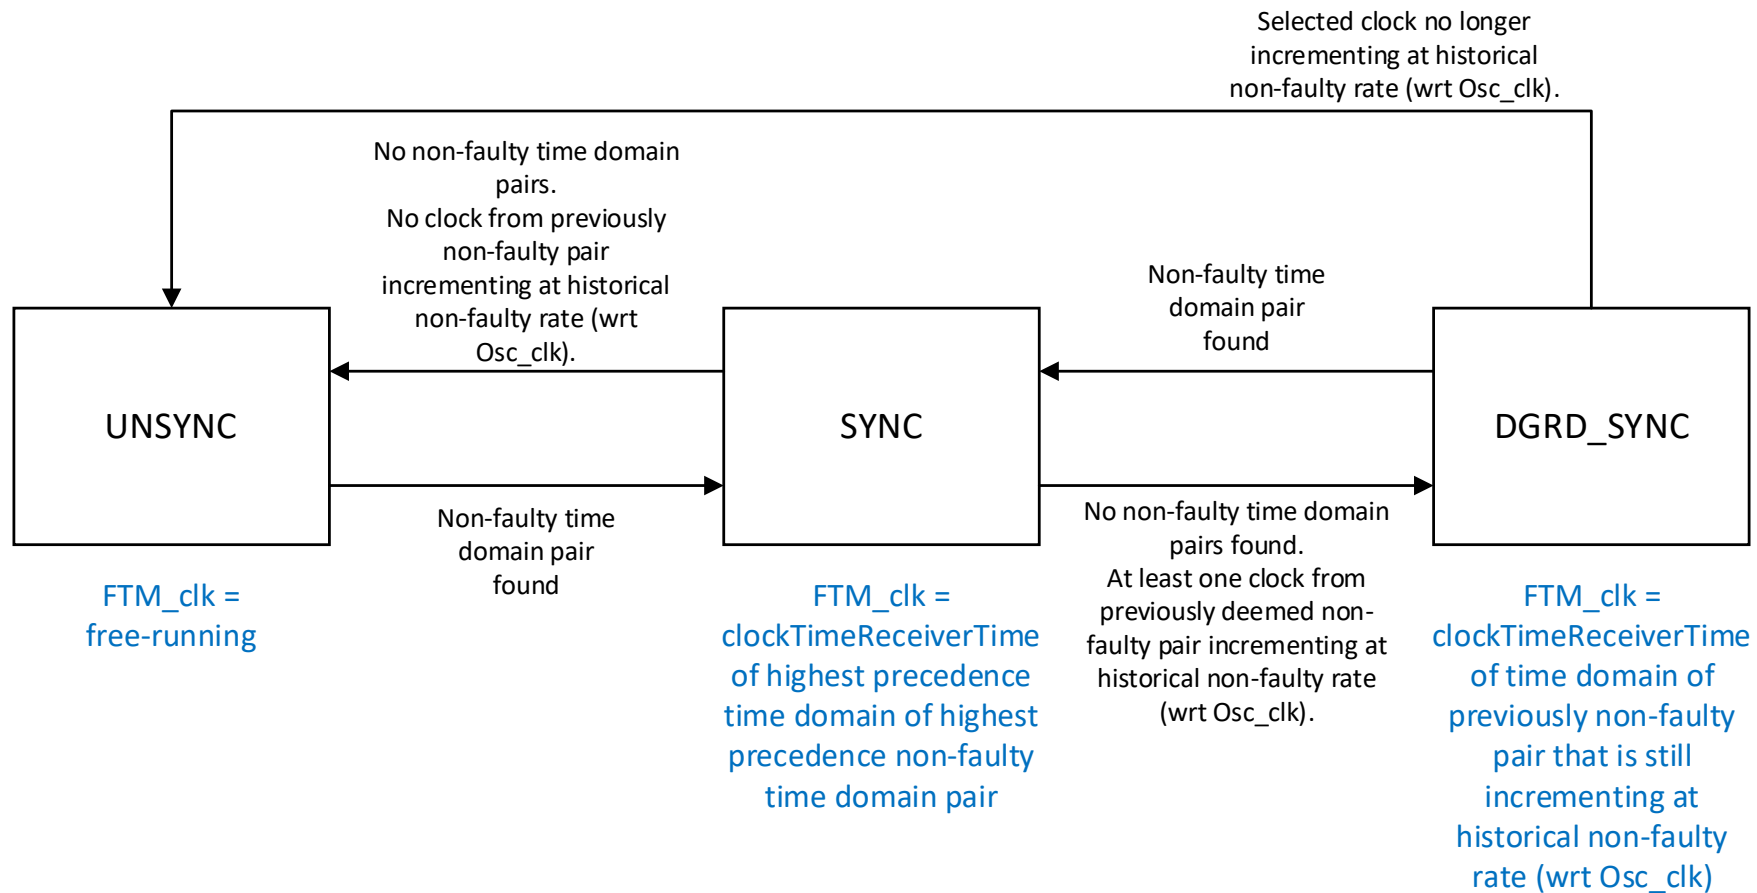 Selected clock no longer
incrementing at historical
non-faulty rate (wrt Osc_clk).
No non-faulty time domain
pairs.
No clock from previously
non-faulty pair
incrementing at historical
non-faulty rate (wrt
Osc_clk).
Non-faulty time
domain pair
found
UNSYNC
SYNC
DGRD_SYNC
Non-faulty time
domain pair
found
No non-faulty time domain
pairs found.
At least one clock from
previously deemed non-
faulty pair incrementing at
historical non-faulty rate
(wrt Osc_clk).
FTM_clk =
free-running
FTM_clk =
clockTimeReceiverTime
of highest precedence
time domain of highest
precedence non-faulty
time domain pair
FTM_clk =
clockTimeReceiverTime
of time domain of
previously non-faulty
pair that is still
incrementing at
historical non-faulty
rate (wrt Osc_clk)